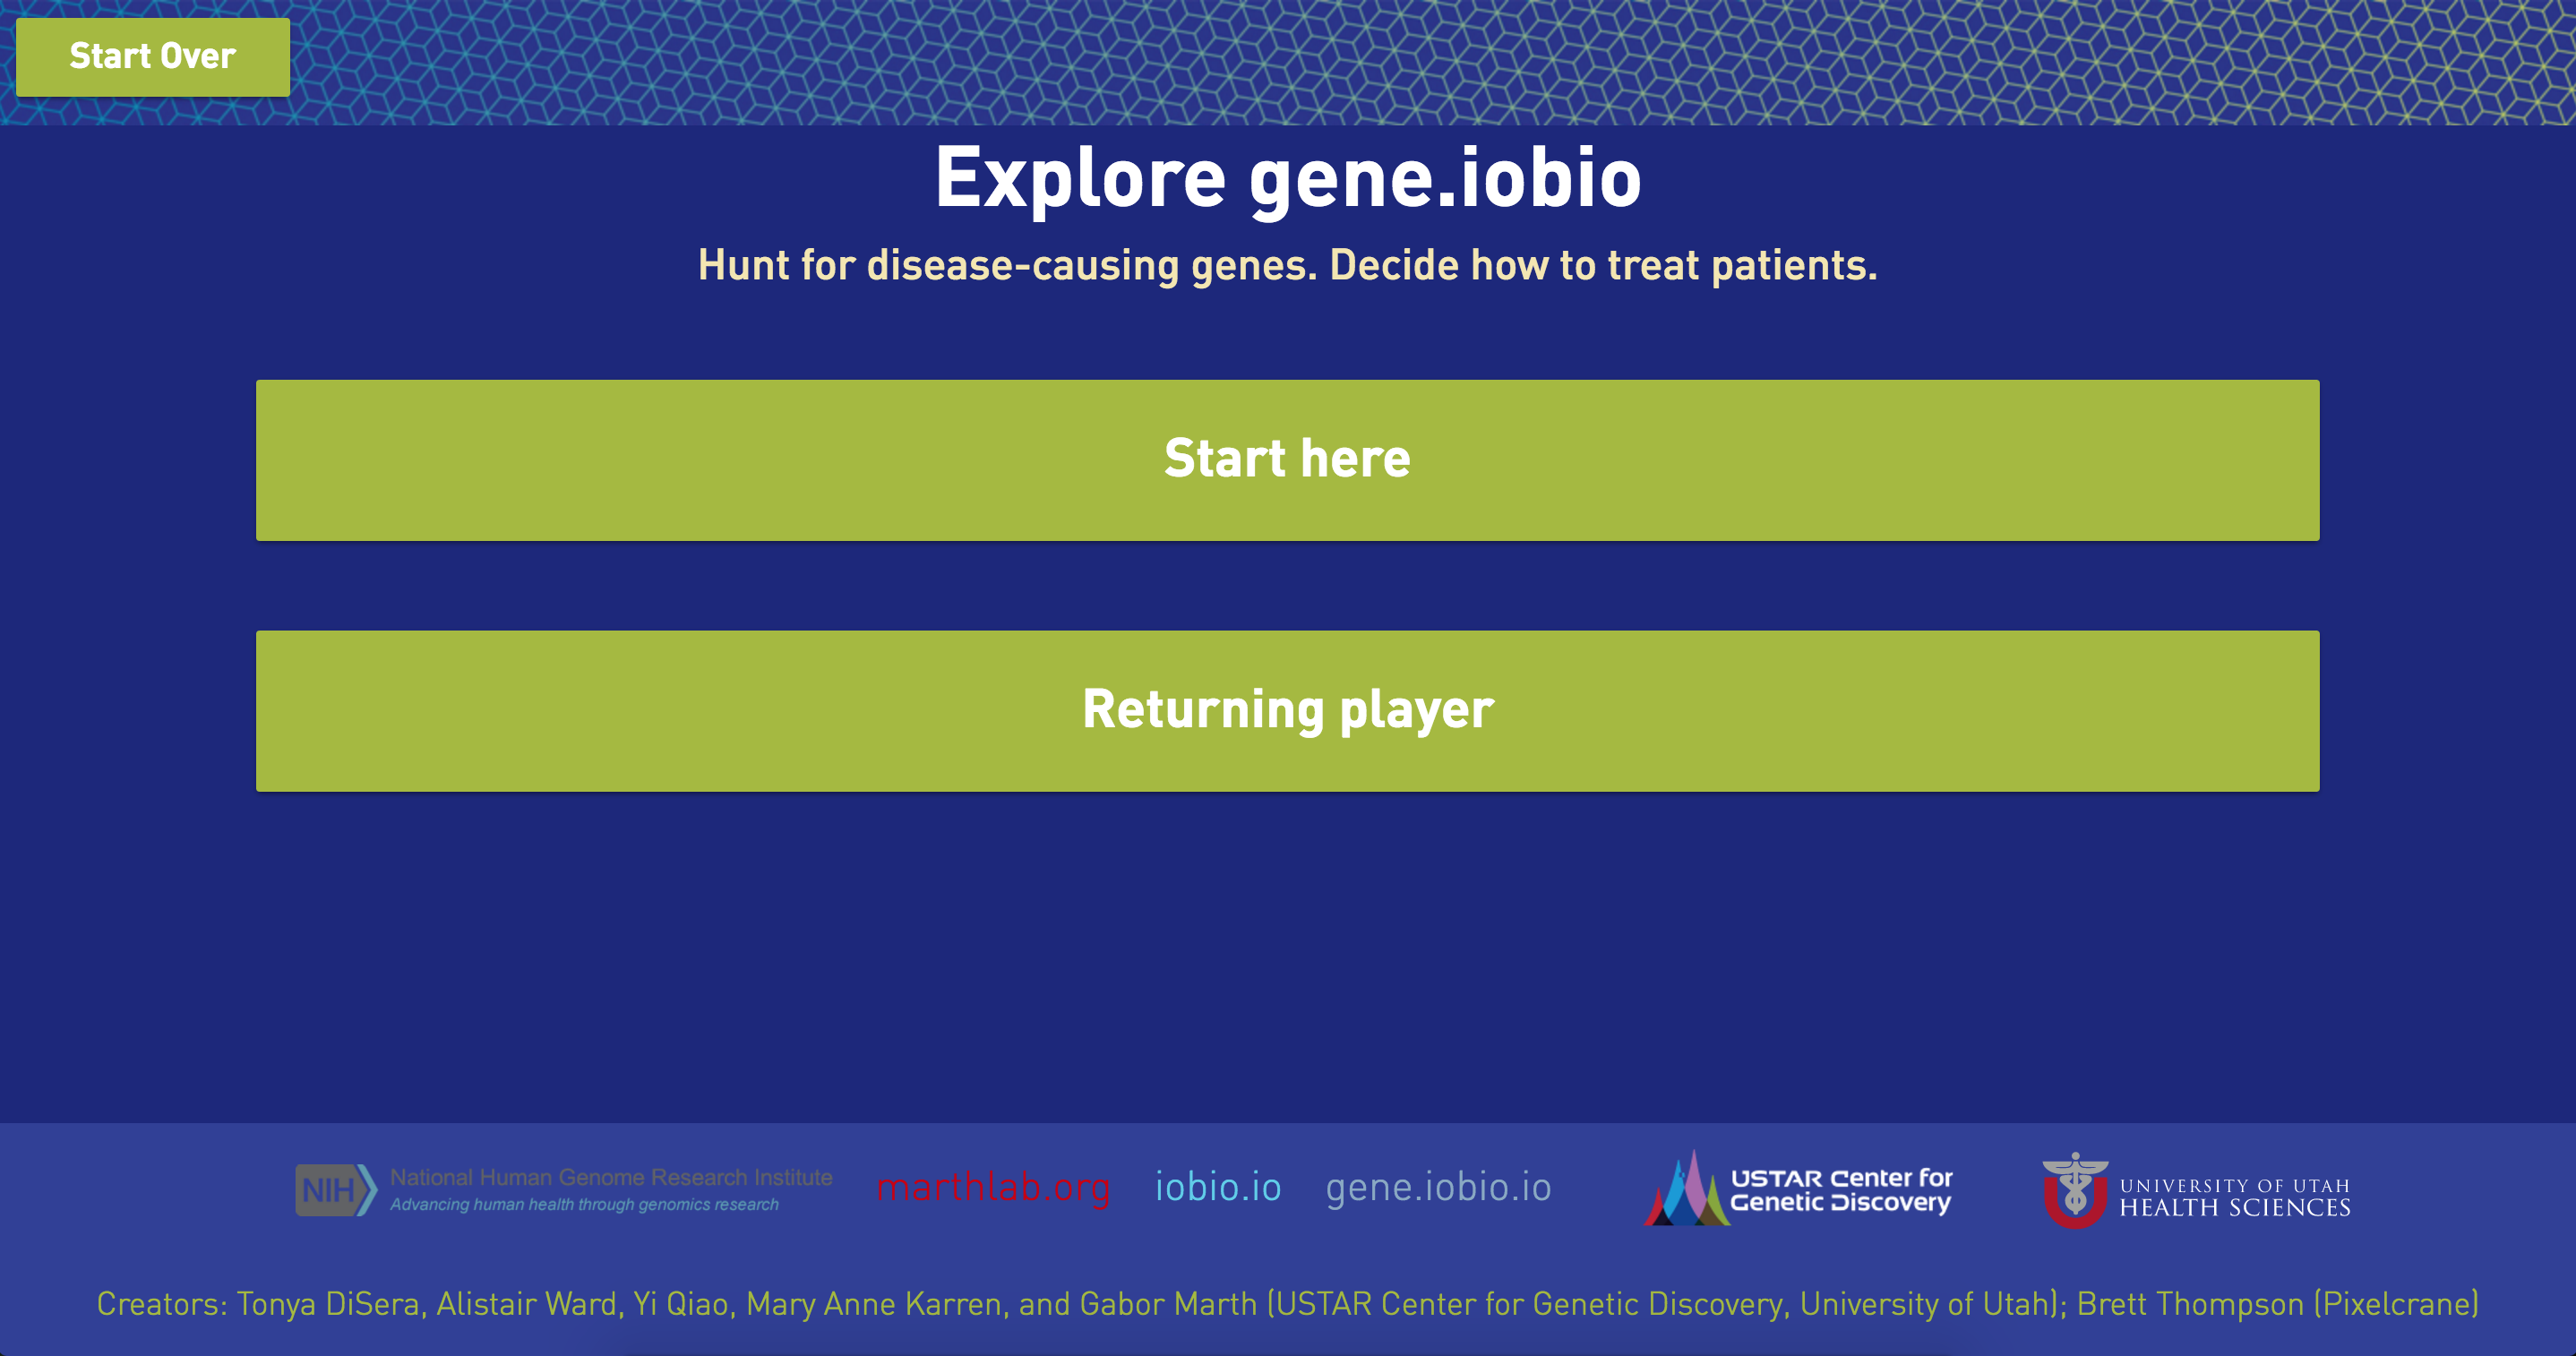 Start Over
Explore gene.iobio
Hunt for disease-causing genes. Decide how to treat patients.
Start here
Returning player
NIH National Human Genome Research Institute
Advancing human health through genomics research
marthlab.org
iobio.io
gene.iobio.io
USTAR Center for
Genetic Discovery
UNIVERSITY OF UTAH
HEALTH SCIENCES
Creators: Tonya DiSera, Alistair Ward, Yi Qiao, Mary Anne Karren, and Gabor Marth (USTAR Center for Genetic Discovery, University of Utah); Brett Thompson (Pixelcrane)